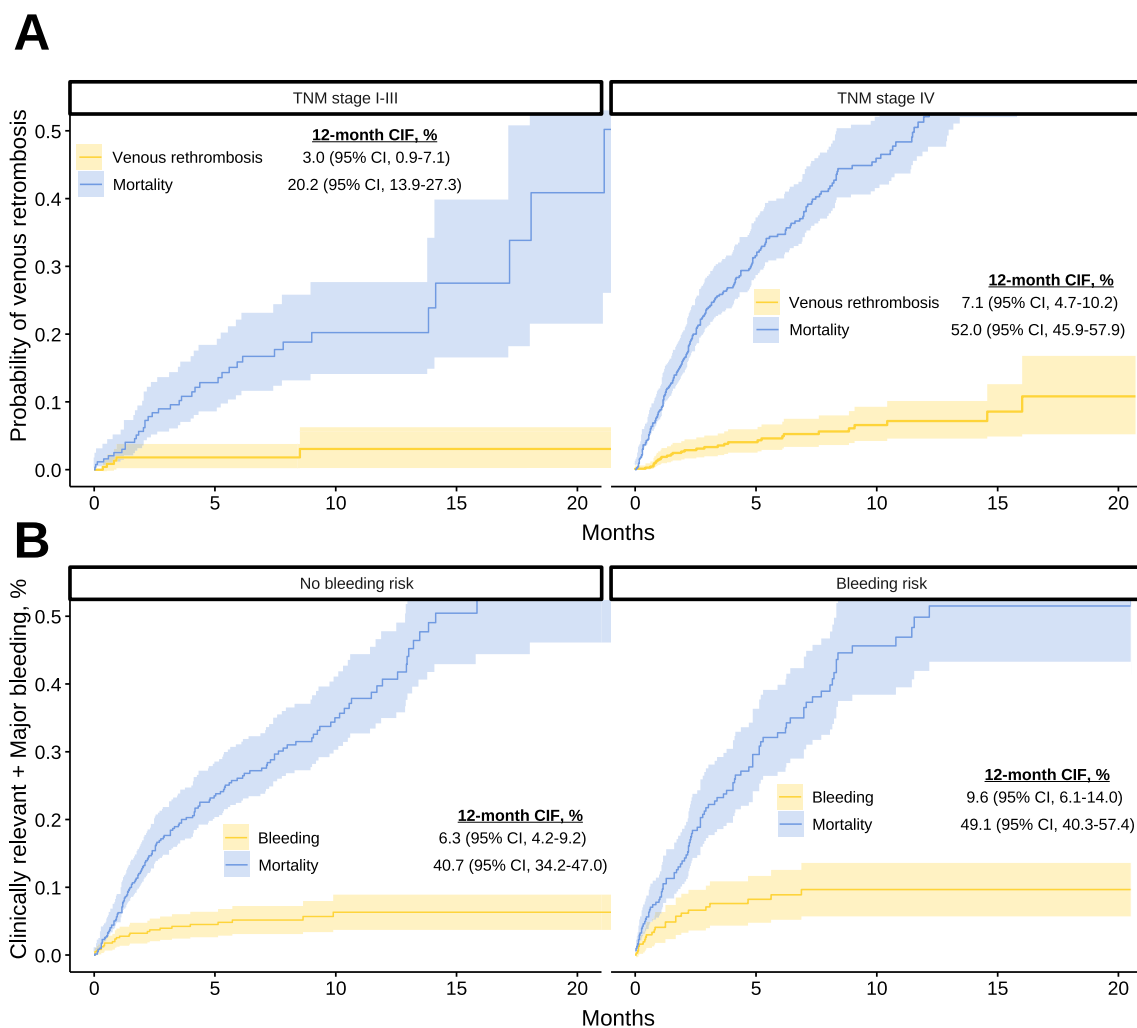 A
TNM stage I-III
TNM stage IV
Probability of venous retrombosis
0.5
0.4
0.3
0.2
0.1
0.0
12-month CIF, %
Venous rethrombosis 3.0 (95% CI, 0.9-7.1)
Mortality 20.2 (95% CI, 13.9-27.3)
12-month CIF, %
Venous rethrombosis 7.1 (95% CI, 4.7-10.2)
Mortality 52.0 (95% CI, 45.9-57.9)
0 5 10 15 20 0 5 10 15 20
Months
B
No bleeding risk
Bleeding risk
Clinically relevant + Major bleeding, %
0.5
0.4
0.3
0.2
0.1
0.0
12-month CIF, %
Bleeding 6.3 (95% CI, 4.2-9.2)
Mortality 40.7 (95% CI, 34.2-47.0)
12-month CIF, %
Bleeding 9.6 (95% CI, 6.1-14.0)
Mortality 49.1 (95% CI, 40.3-57.4)
0 5 10 15 20 0 5 10 15 20
Months